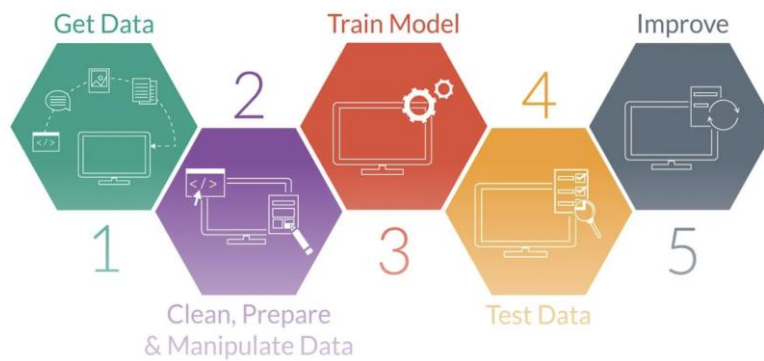 Get Data
1
</>
2
</>
Clean, Prepare
& Manipulate Data
Train Model
3
4
Test Data
Improve
5